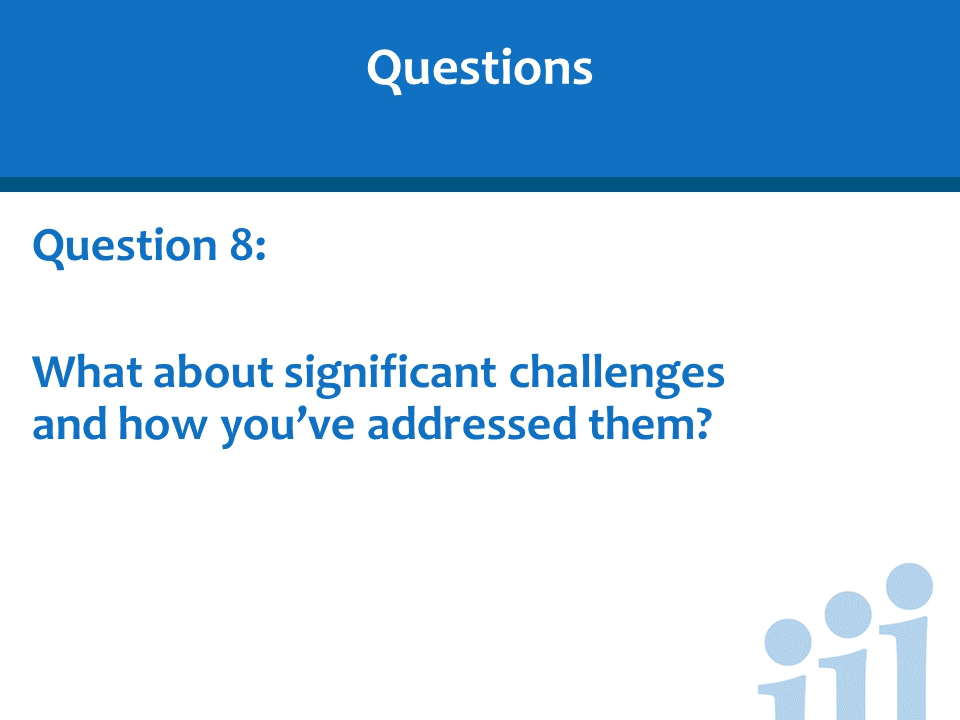 Questions
Question 8:
What about significant challenges
and how you’ve addressed them?